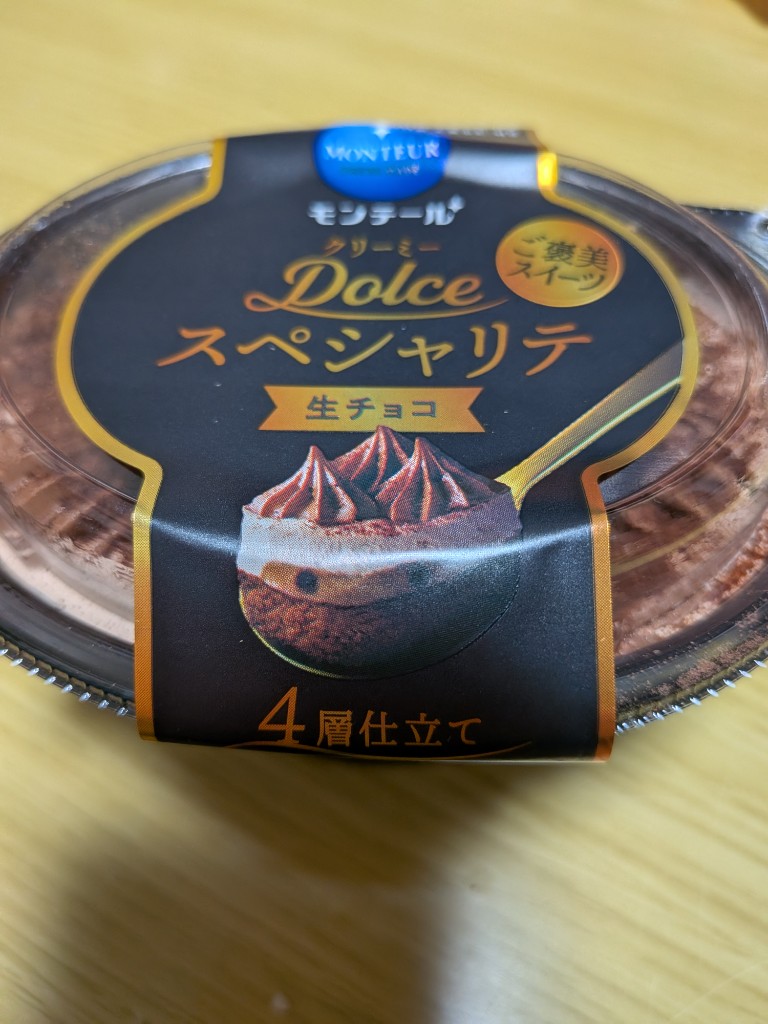 MONTEUR
モンテール
クリーミー
Dolce
ご褒美
スイーツ
スペシャリテ
生チョコ
4層仕立て